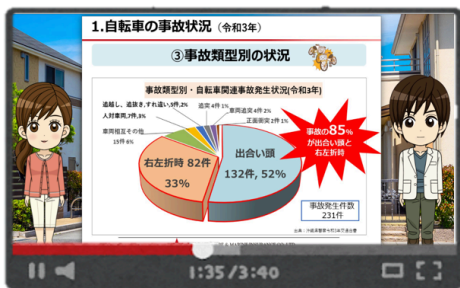 1.自転車の事故状況（令和3年）
③事故類型別の状況
事故類型別・自転車関連事故発生状況(令和3年)
追越し、追抜き、すれ違い,5件,2%
追突 4件 1%
人対車両,7件,3%
車両追突 4件 2%
正面衝突 2件 1%
車両相互その他
15件 6%
右左折時 82件
33%
出合い頭
132件, 52%
事故の85%
が出合い頭と
右左折時
事故発生件数
231件
1:35/3:40